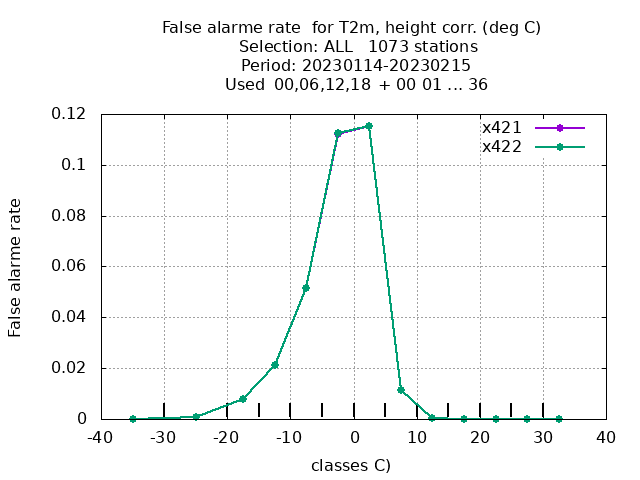 False alarme rate  for T2m, height corr. (deg C)
Selection: ALL   1073 stations
Period: 20230114-20230215
Used  00,06,12,18  + 00 01 ... 36
x421
x422
False alarme rate
0.12
0.1
0.08
0.06
0.04
0.02
0
-40 -30 -20 -10 0 10 20 30 40
classes C)